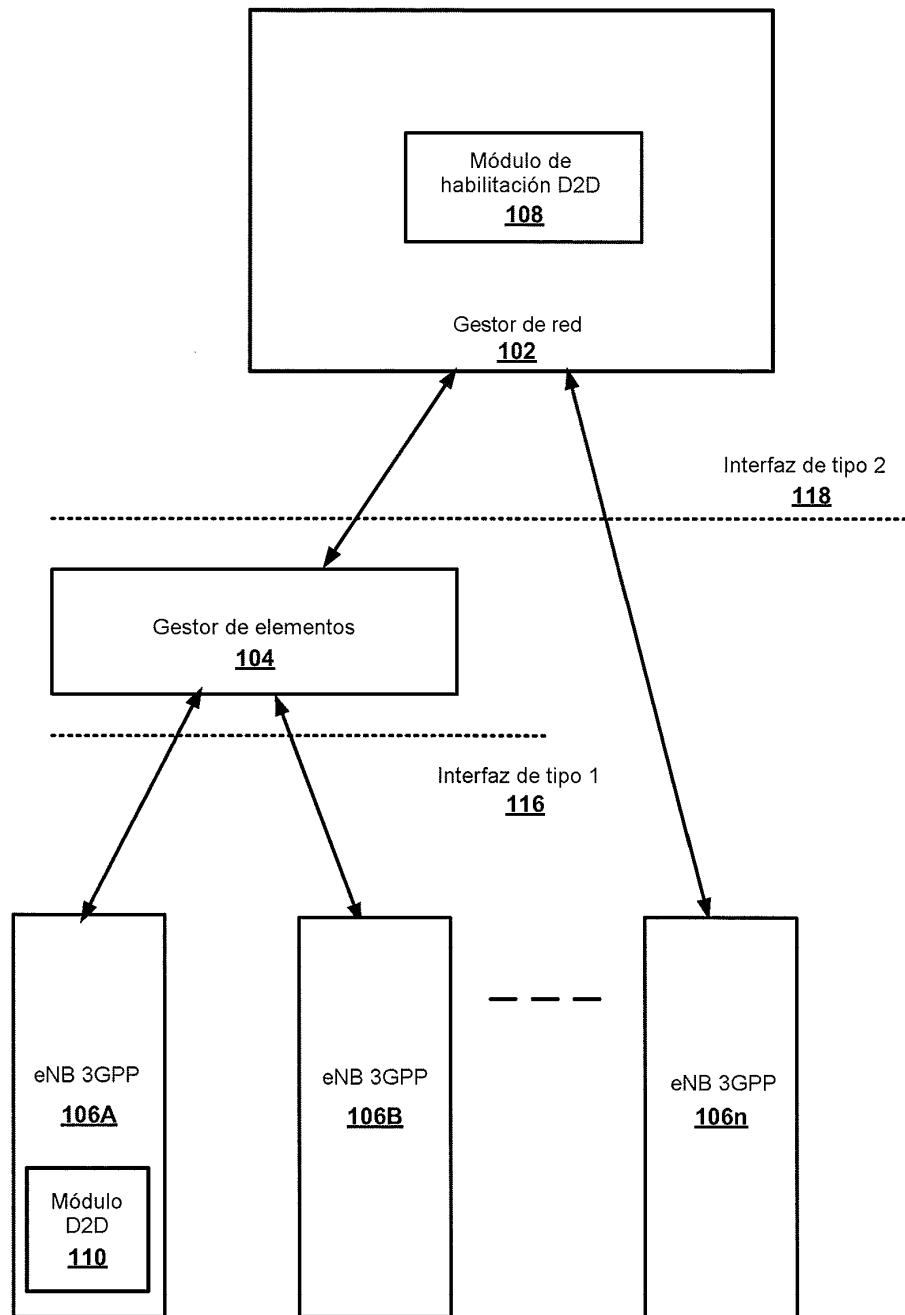 Módulo de
habilitación D2D
108
Gestor de red
102
Interfaz de tipo 2
118
Gestor de elementos
104
Interfaz de tipo 1
116
eNB 3GPP
106A
eNB 3GPP
106B
eNB 3GPP
106n
Módulo
D2D
110